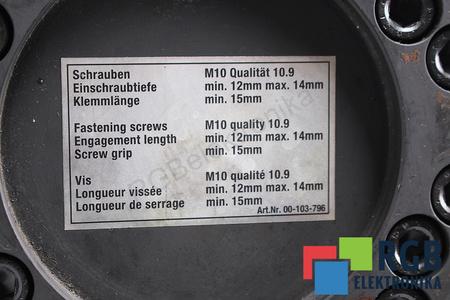 Schrauben M10 Qualität 10.9
Einschraubtiefe min. 12mm max. 14mm
Klemmlänge min. 15mm
Fastening screws M10 quality 10.9
Engagement length min. 12mm max. 14mm
Screw grip min. 15mm
Vis M10 qualité 10.9
Longueur vissée min. 12mm max. 14mm
Longueur de serrage min. 15mm
Art.Nr. 00-103-796
RGB
ELEKTRONIKA